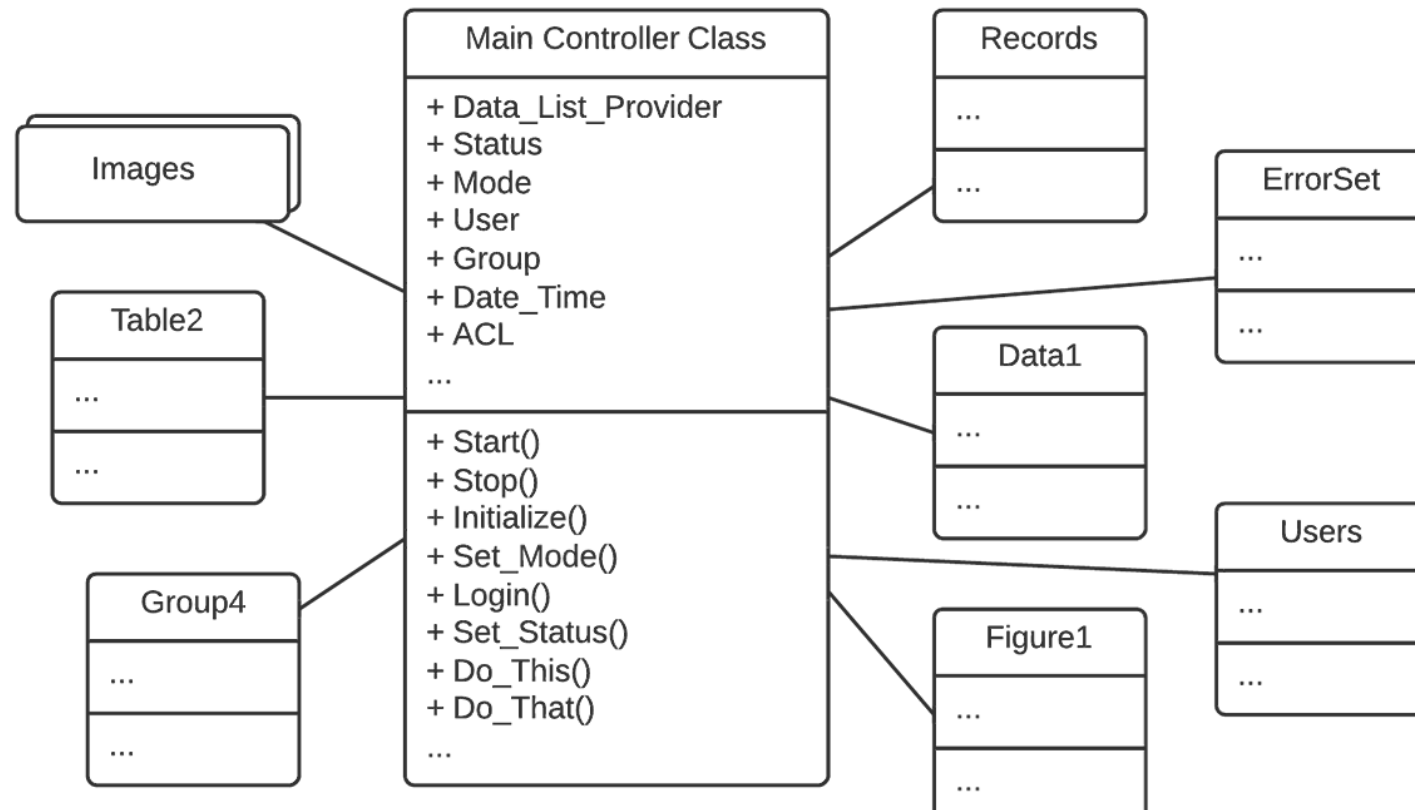 Images
Table2
...
...
Group4
...
...
Main Controller Class
+ Data_List_Provider
+ Status
+ Mode
+ User
+ Group
+ Date_Time
+ ACL
...
+ Start()
+ Stop()
+ Initialize()
+ Set_Mode()
+ Login()
+ Set_Status()
+ Do_This()
+ Do_That()
...
Records
...
...
Data1
...
...
Figure1
...
...
ErrorSet
...
...
Users
...
...